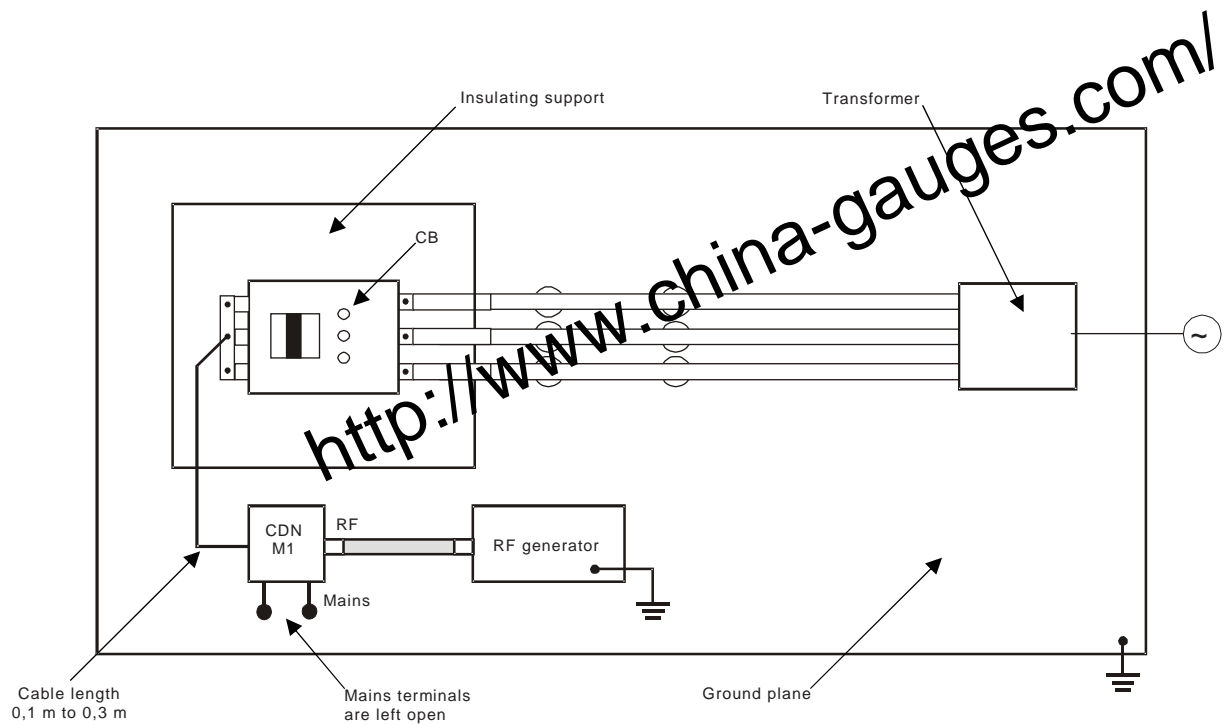 http://www.china-gauges.com/
Insulating support
Transformer
CB
~
CDN
M1
RF
RF generator
Mains
Cable length
0,1 m to 0,3 m
Mains terminals
are left open
Ground plane